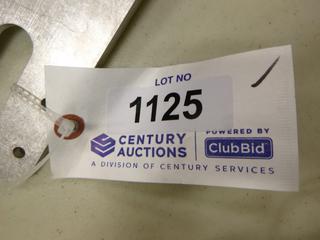 LOT NO
1125
CENTURY AUCTIONS
POWERED BY
ClubBid
A DIVISION OF CENTURY SERVICES